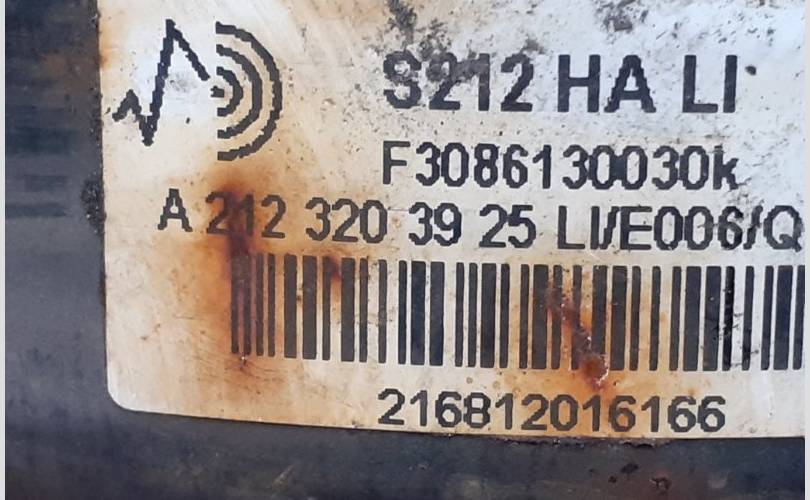 S212 HA LI
F3086130030k
A 212 320 39 25 LI/E006/Q
216812016166